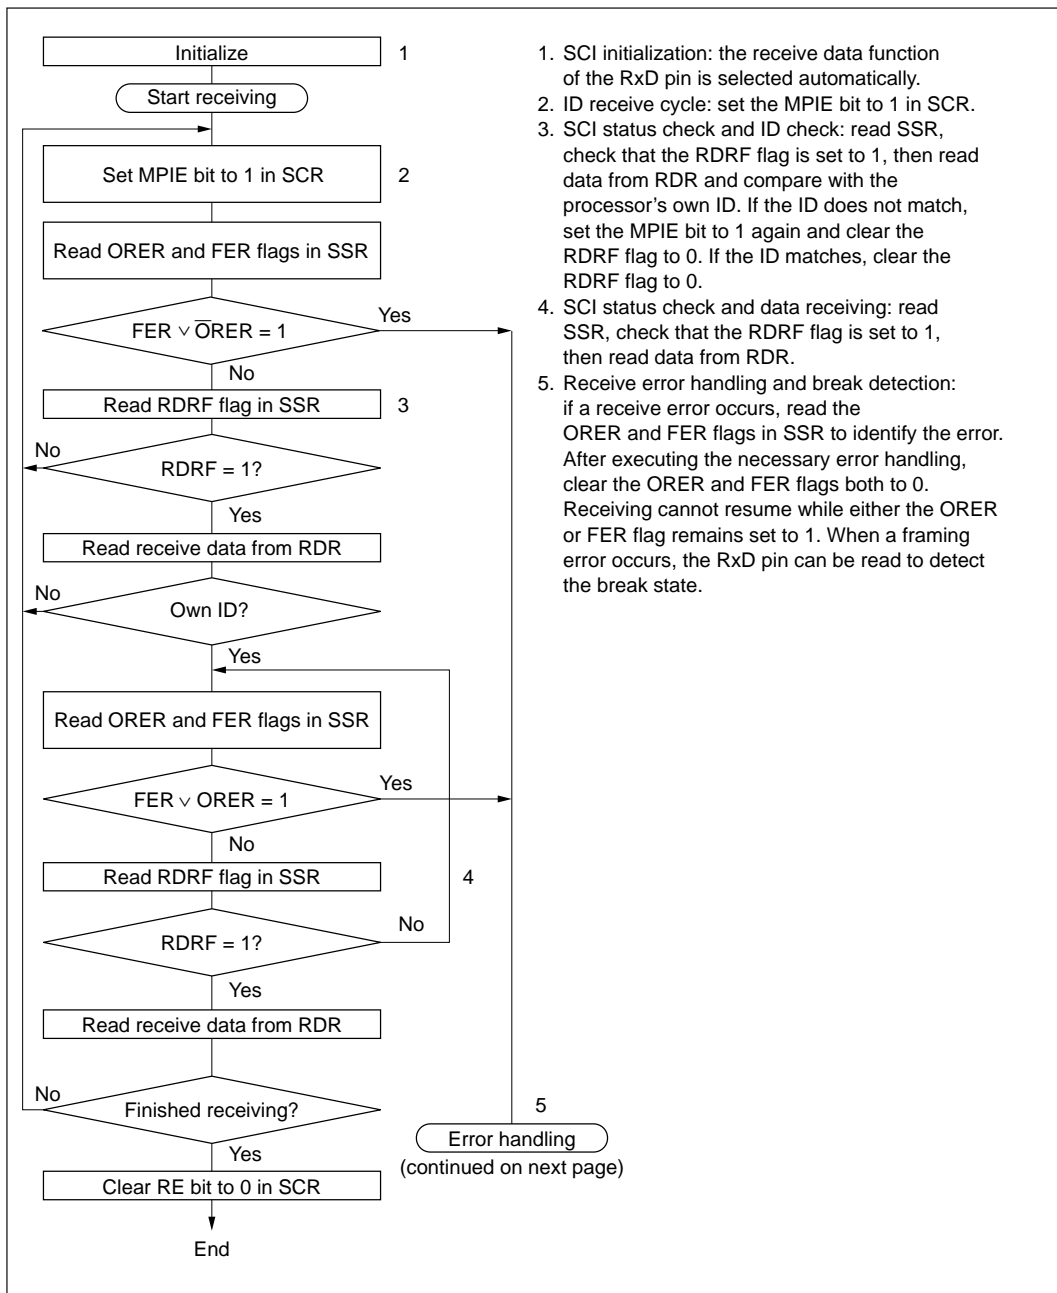 Initialize
1
Start receiving
Set MPIE bit to 1 in SCR
2
Read ORER and FER flags in SSR
FER ∨ O̅RER = 1
Yes
No
Read RDRF flag in SSR
3
No
RDRF = 1?
Yes
Read receive data from RDR
No
Own ID?
Yes
Read ORER and FER flags in SSR
FER ∨ ORER = 1
Yes
No
Read RDRF flag in SSR
4
RDRF = 1?
No
Yes
Read receive data from RDR
No
Finished receiving?
Yes
Clear RE bit to 0 in SCR
End
5
Error handling
(continued on next page)
1. SCI initialization: the receive data function
of the RxD pin is selected automatically.
2. ID receive cycle: set the MPIE bit to 1 in SCR.
3. SCI status check and ID check: read SSR,
check that the RDRF flag is set to 1, then read
data from RDR and compare with the
processor's own ID. If the ID does not match,
set the MPIE bit to 1 again and clear the
RDRF flag to 0. If the ID matches, clear the
RDRF flag to 0.
4. SCI status check and data receiving: read
SSR, check that the RDRF flag is set to 1,
then read data from RDR.
5. Receive error handling and break detection:
if a receive error occurs, read the
ORER and FER flags in SSR to identify the error.
After executing the necessary error handling,
clear the ORER and FER flags both to 0.
Receiving cannot resume while either the ORER
or FER flag remains set to 1. When a framing
error occurs, the RxD pin can be read to detect
the break state.